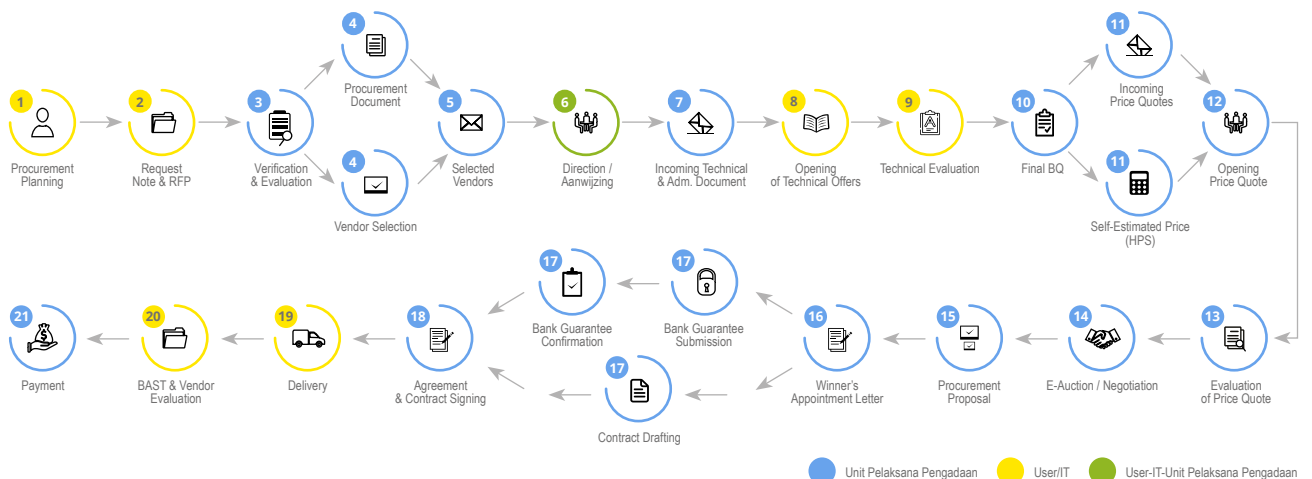 1
Procurement
Planning
2
Request
Note & RFP
3
Verification
& Evaluation
4
Procurement
Document
4
Vendor Selection
5
Selected
Vendors
6
Direction /
Aanwijzing
7
Incoming Technical
& Adm. Document
8
Opening
of Technical Offers
9
Technical Evaluation
10
Final BQ
11
Incoming
Price Quotes
11
Self-Estimated Price
(HPS)
12
Opening
Price Quote
13
Evaluation
of Price Quote
14
E-Auction / Negotiation
15
Procurement
Proposal
16
Winner's
Appointment Letter
17
Bank Guarantee
Submission
17
Bank Guarantee
Confirmation
17
Contract Drafting
18
Agreement
& Contract Signing
19
Delivery
20
BAST & Vendor
Evaluation
21
Payment
Unit Pelaksana Pengadaan
User/IT
User-IT-Unit Pelaksana Pengadaan